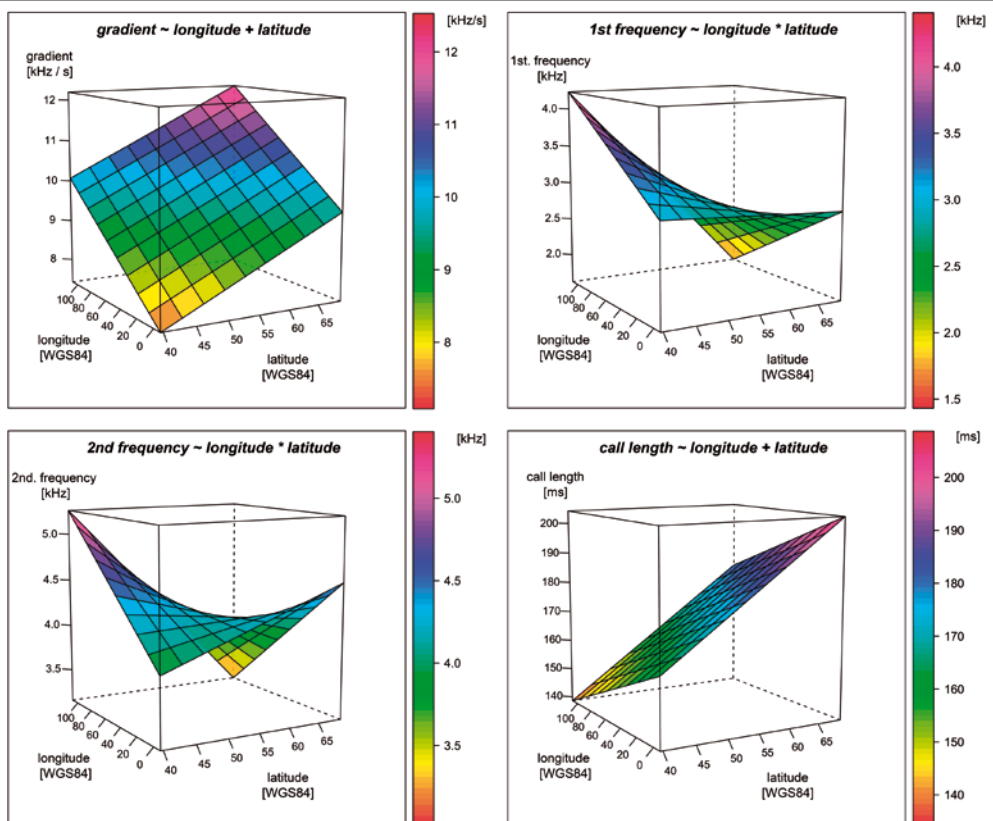 gradient ~ longitude + latitude
gradient
[kHz / s]
12
11
10
9
8
100
80
60
40
20
0
longitude
[WGS84]
40
45
50
55
60
65
latitude
[WGS84]
[kHz/s]
12
11
10
9
8
1st frequency ~ longitude * latitude
1st. frequency
[kHz]
4.0
3.5
3.0
2.5
2.0
100
80
60
40
20
0
longitude
[WGS84]
40
45
50
55
60
65
latitude
[WGS84]
[kHz]
4.0
3.5
3.0
2.5
2.0
1.5
2nd frequency ~ longitude * latitude
2nd. frequency
[kHz]
5.0
4.5
4.0
3.5
100
80
60
40
20
0
longitude
[WGS84]
40
45
50
55
60
65
latitude
[WGS84]
[kHz]
5.0
4.5
4.0
3.5
call length ~ longitude + latitude
call length
[ms]
200
190
180
170
160
150
140
100
80
60
40
20
0
longitude
[WGS84]
40
45
50
55
60
65
latitude
[WGS84]
[ms]
200
190
180
170
160
150
140